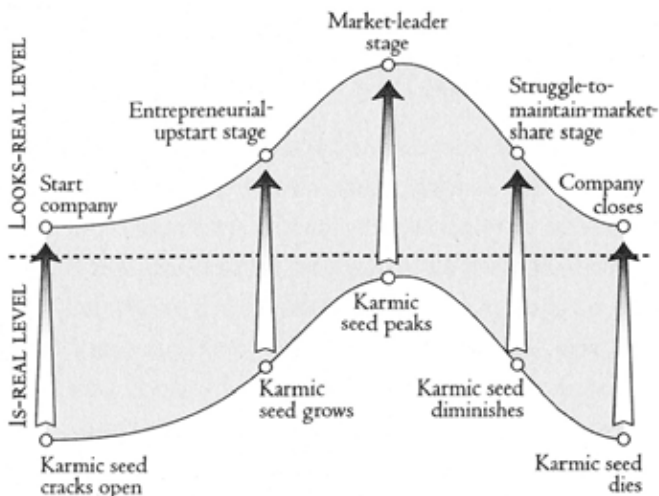 Market-leader
stage
Entrepreneurial-
upstart stage
Struggle-to-
maintain-market-
share stage
Start
company
Company
closes
LOOKS-REAL LEVEL
IS-REAL LEVEL
Karmic
seed peaks
Karmic
seed grows
Karmic seed
diminishes
Karmic seed
cracks open
Karmic seed
dies